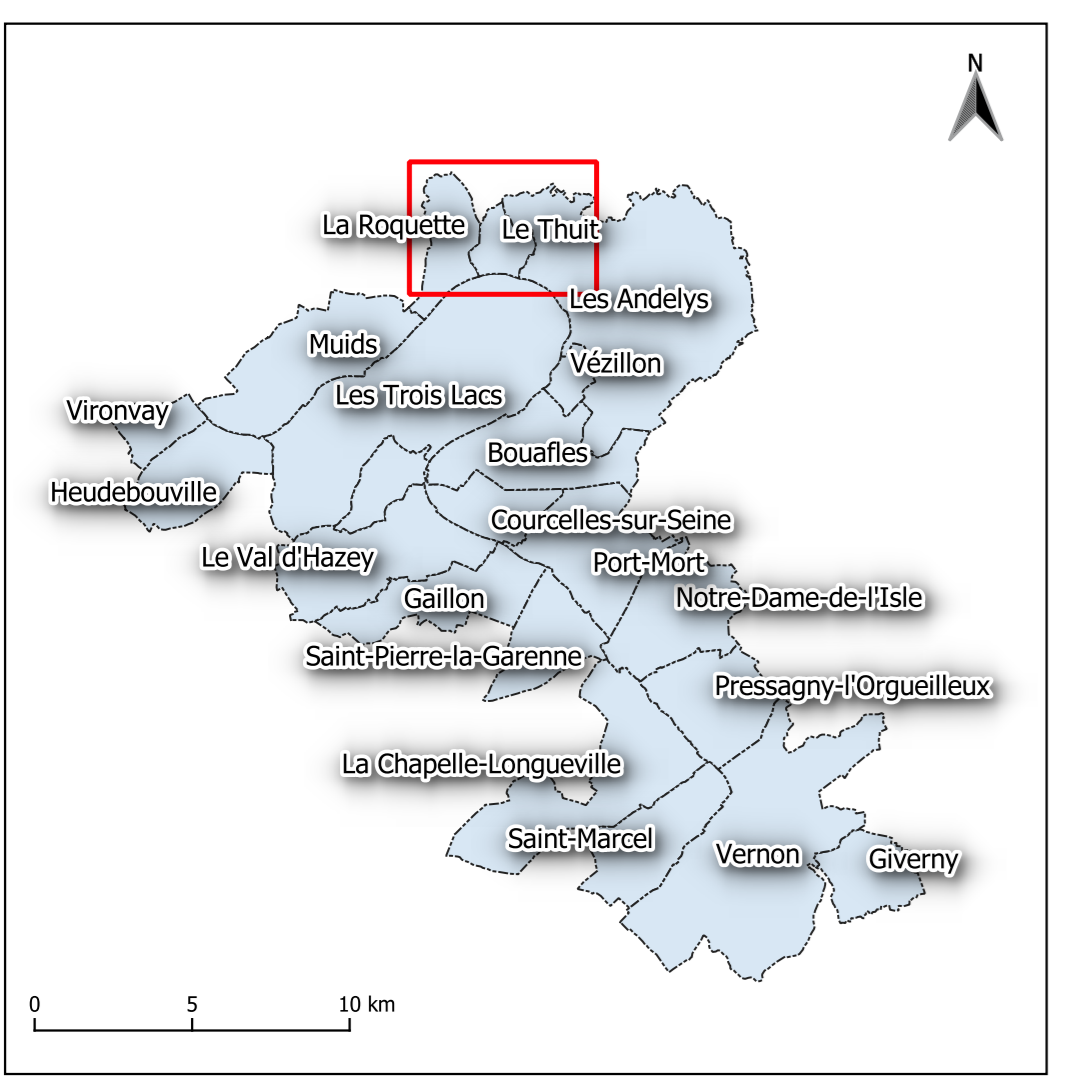 N
La Roquette
Le Thuit
Les Andelys
Muids
Vézillon
Les Trois Lacs
Vironvay
Bouafles
Heudebouville
Courcelles-sur-Seine
Le Val d'Hazey
Port-Mort
Gaillon
Notre-Dame-de-l'Isle
Saint-Pierre-la-Garenne
Pressagny-l'Orgueilleux
La Chapelle-Longueville
Saint-Marcel
Vernon
Giverny
0 5 10 km